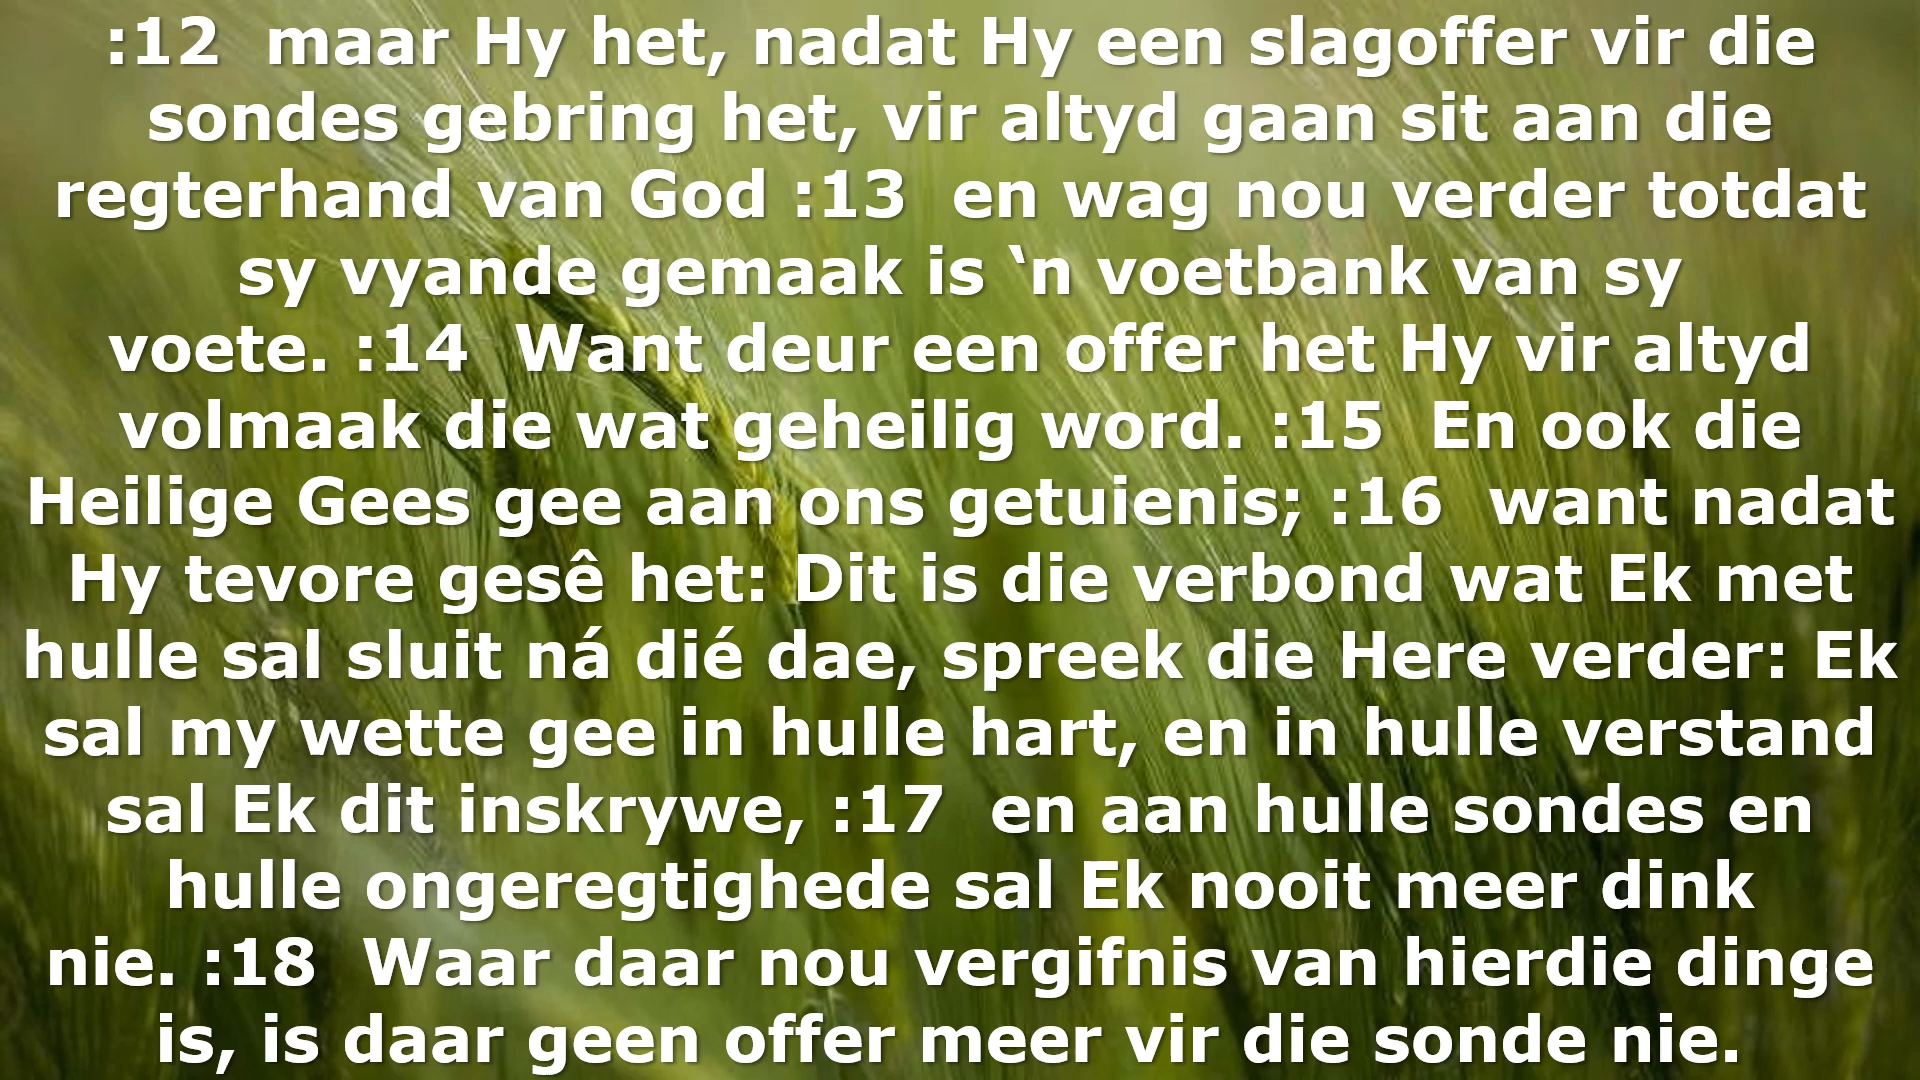 :12  maar Hy het, nadat Hy een slagoffer vir die
sondes gebring het, vir altyd gaan sit aan die
regterhand van God :13  en wag nou verder totdat
sy vyande gemaak is ‘n voetbank van sy
voete. :14  Want deur een offer het Hy vir altyd
volmaak die wat geheilig word. :15  En ook die
Heilige Gees gee aan ons getuienis; :16  want nadat
Hy tevore gesê het: Dit is die verbond wat Ek met
hulle sal sluit ná dié dae, spreek die Here verder: Ek
sal my wette gee in hulle hart, en in hulle verstand
sal Ek dit inskrywe, :17  en aan hulle sondes en
hulle ongeregtighede sal Ek nooit meer dink
nie. :18  Waar daar nou vergifnis van hierdie dinge
is, is daar geen offer meer vir die sonde nie.